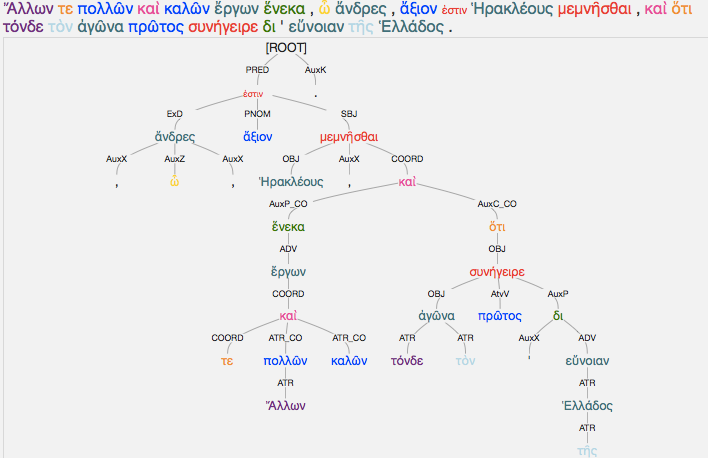 Ἄλλων τε πολλῶν καὶ καλῶν ἔργων ἕνεκα , ὦ ἄνδρες , ἄξιον ἐστιν Ἡρακλέους μεμνῆσθαι , καὶ ὅτι
τόνδε τὸν ἀγῶνα πρῶτος συνήγειρε δι ' εὔνοιαν τῆς Ἑλλάδος .
[ROOT]
PRED AuxK
ἐστιν .
ExD PNOM SBJ
ἄνδρες ἄξιον μεμνῆσθαι
AuxX AuxZ AuxX OBJ AuxX COORD
, ὦ , Ἡρακλέους , καὶ
AuxP_CO AuxC_CO
ἕνεκα ὅτι
ADV OBJ
ἔργων συνήγειρε
COORD OBJ AtvV AuxP
καὶ ἀγῶνα πρῶτος δι
COORD ATR_CO ATR_CO ATR ATR AuxX ADV
τε πολλῶν καλῶν τόνδε τὸν ' εὔνοιαν
ATR ATR
Ἄλλων Ἑλλάδος
ATR
τῆς